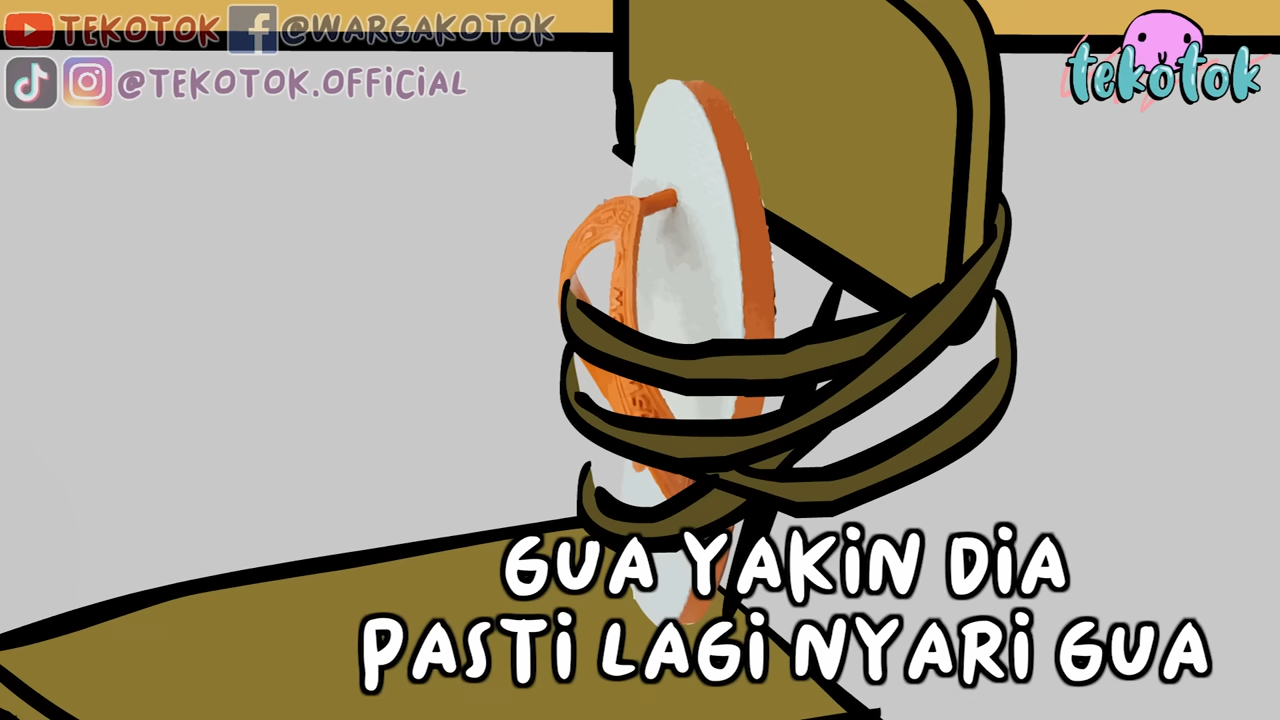 TEKOTOK @WARGAKOTOK
@TEKOTOK.OFFICIAL
tekotok
GUA YAKIN DIA
PASTI LAGI NYARI GUA